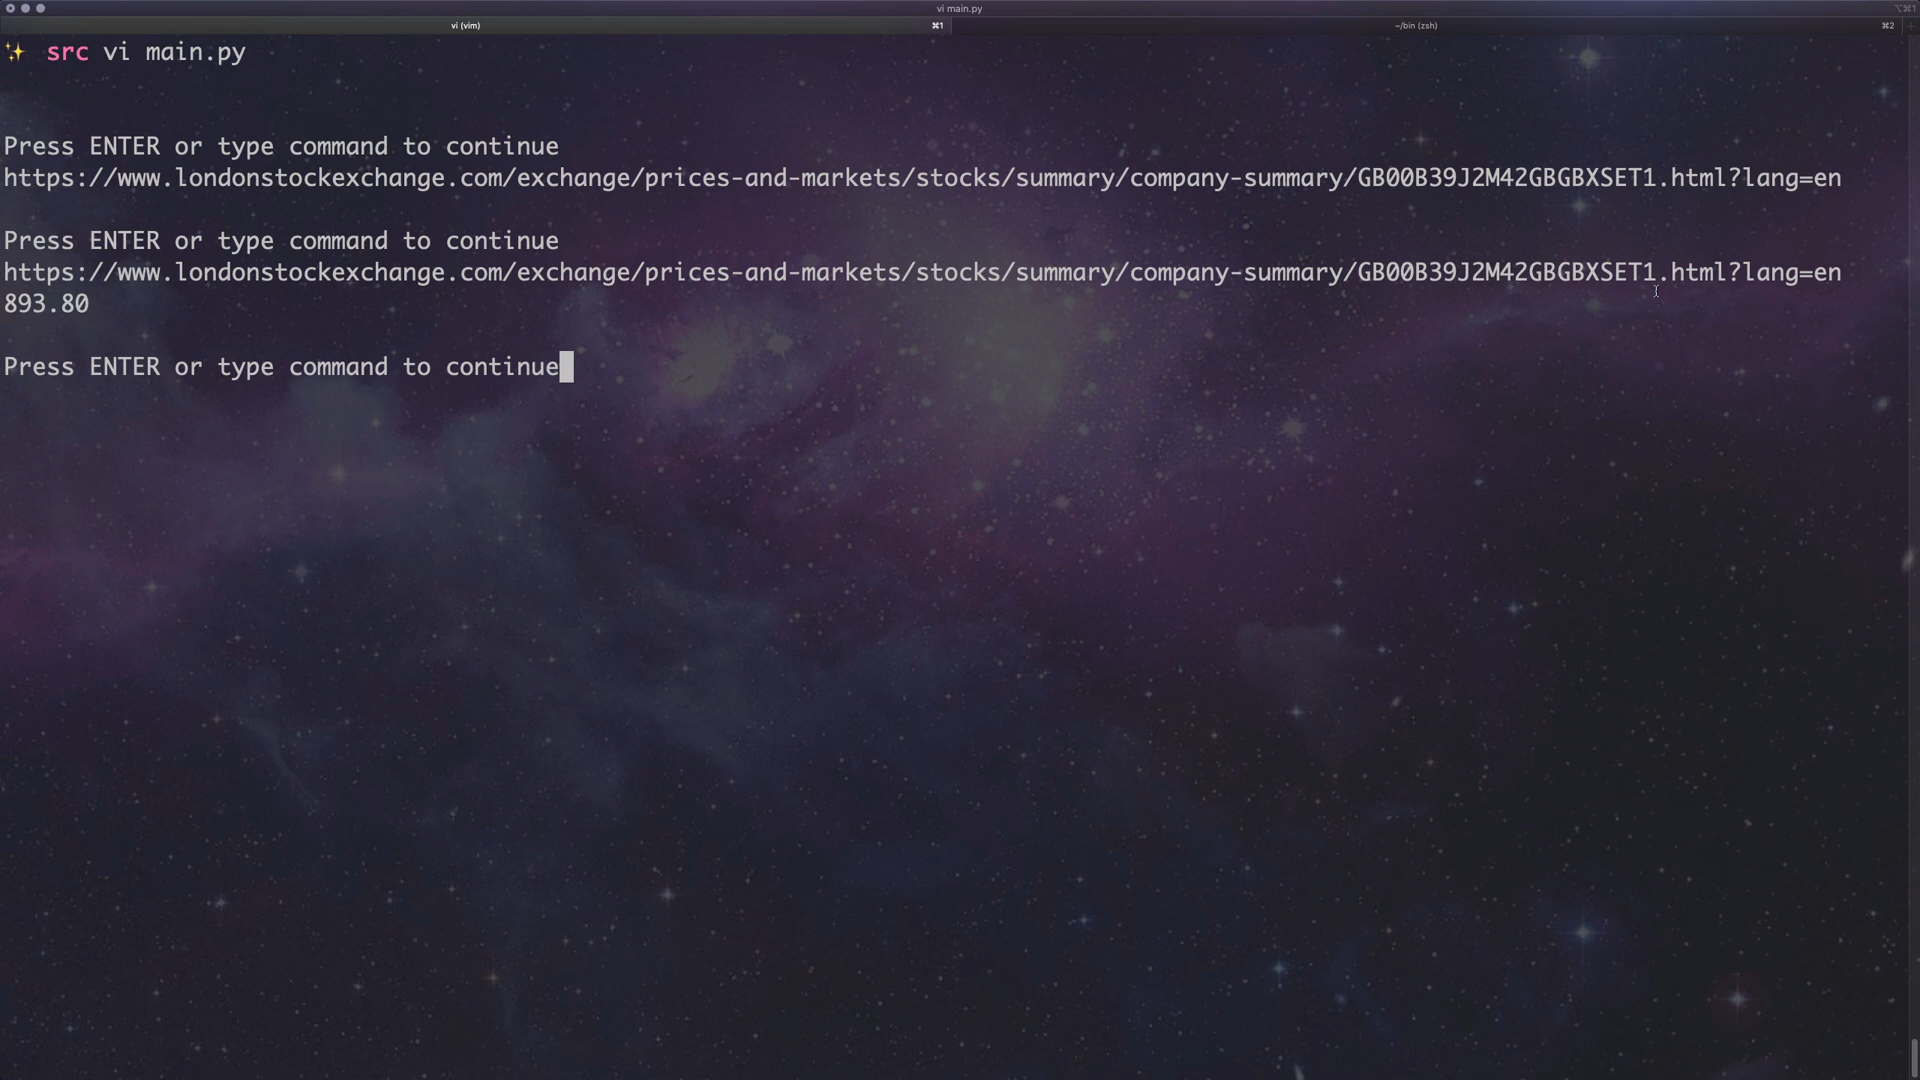 vi main.py
⌥⌘1
vi (vim) ⌘1 ~/bin (zsh) ⌘2
✨ src vi main.py
Press ENTER or type command to continue
https://www.londonstockexchange.com/exchange/prices-and-markets/stocks/summary/company-summary/GB00B39J2M42GBGBXSET1.html?lang=en
Press ENTER or type command to continue
https://www.londonstockexchange.com/exchange/prices-and-markets/stocks/summary/company-summary/GB00B39J2M42GBGBXSET1.html?lang=en
893.80
Press ENTER or type command to continue